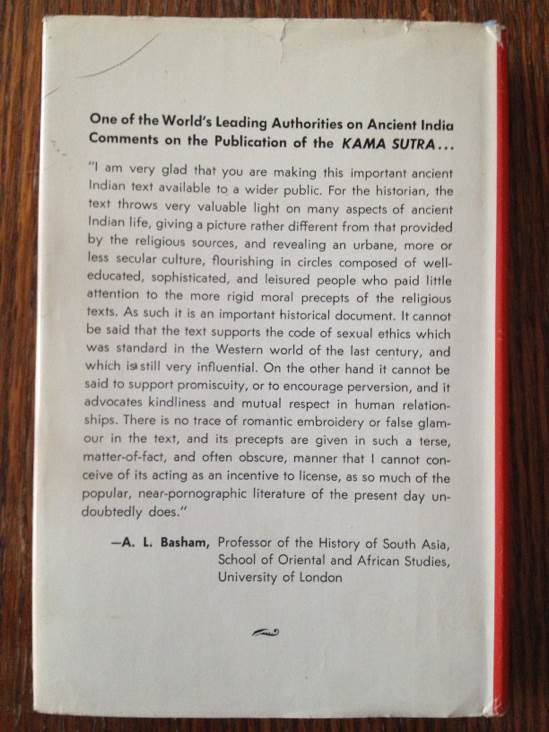 One of the World's Leading Authorities on Ancient India
Comments on the Publication of the KAMA SUTRA...
"I am very glad that you are making this important ancient
Indian text available to a wider public. For the historian, the
text throws very valuable light on many aspects of ancient
Indian life, giving a picture rather different from that provided
by the religious sources, and revealing an urbane, more or
less secular culture, flourishing in circles composed of well-
educated, sophisticated, and leisured people who paid little
attention to the more rigid moral precepts of the religious
texts. As such it is an important historical document. It cannot
be said that the text supports the code of sexual ethics which
was standard in the Western world of the last century, and
which is still very influential. On the other hand it cannot be
said to support promiscuity, or to encourage perversion, and it
advocates kindliness and mutual respect in human relation-
ships. There is no trace of romantic embroidery or false glam-
our in the text, and its precepts are given in such a terse,
matter-of-fact, and often obscure, manner that I cannot con-
ceive of its acting as an incentive to license, as so much of the
popular, near-pornographic literature of the present day un-
doubtedly does."
—A. L. Basham, Professor of the History of South Asia,
School of Oriental and African Studies,
University of London